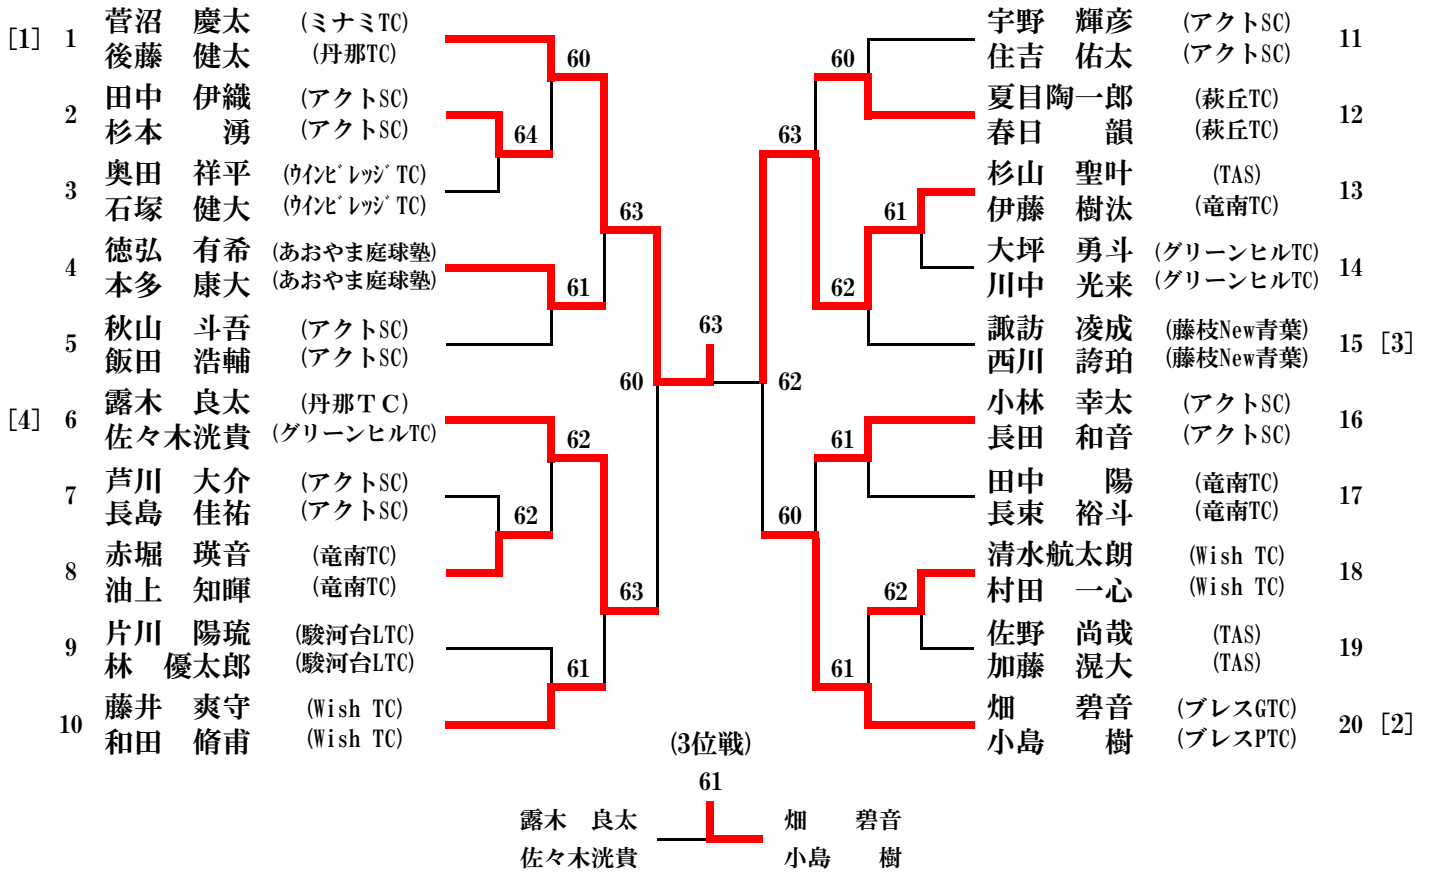 [1] 1 菅沼 慶太 (ミナミTC)
後藤 健太 (丹那TC)
60
2 田中 伊織 (アクトSC)
杉本 湧 (アクトSC)
64
3 奥田 祥平 (ウインビレッジTC)
石塚 健大 (ウインビレッジTC)
63
4 徳弘 有希 (あおやま庭球塾)
本多 康大 (あおやま庭球塾)
61
5 秋山 斗吾 (アクトSC)
飯田 浩輔 (アクトSC)
60
[4] 6 露木 良太 (丹那TC)
佐々木洸貴 (グリーンヒルTC)
62
7 芦川 大介 (アクトSC)
長島 佳祐 (アクトSC)
62
8 赤堀 瑛音 (竜南TC)
油上 知暉 (竜南TC)
63
9 片川 陽琉 (駿河台LTC)
林 優太郎 (駿河台LTC)
61
10 藤井 爽守 (Wish TC)
和田 脩甫 (Wish TC)
63
宇野 輝彦 (アクトSC) 11
住吉 佑太 (アクトSC)
60
夏目陶一郎 (萩丘TC) 12
春日 韻 (萩丘TC)
63
杉山 聖叶 (TAS) 13
伊藤 樹汰 (竜南TC)
61
大坪 勇斗 (グリーンヒルTC) 14
川中 光来 (グリーンヒルTC)
62
諏訪 凌成 (藤枝New青葉) 15 [3]
西川 誇珀 (藤枝New青葉)
62
小林 幸太 (アクトSC) 16
長田 和音 (アクトSC)
61
田中 陽 (竜南TC) 17
長束 裕斗 (竜南TC)
60
清水航太朗 (Wish TC) 18
村田 一心 (Wish TC)
62
佐野 尚哉 (TAS) 19
加藤 滉大 (TAS)
61
畑 碧音 (ブレスGTC) 20 [2]
小島 樹 (ブレスPTC)
(3位戦)
61
露木 良太 畑 碧音
佐々木洸貴 小島 樹